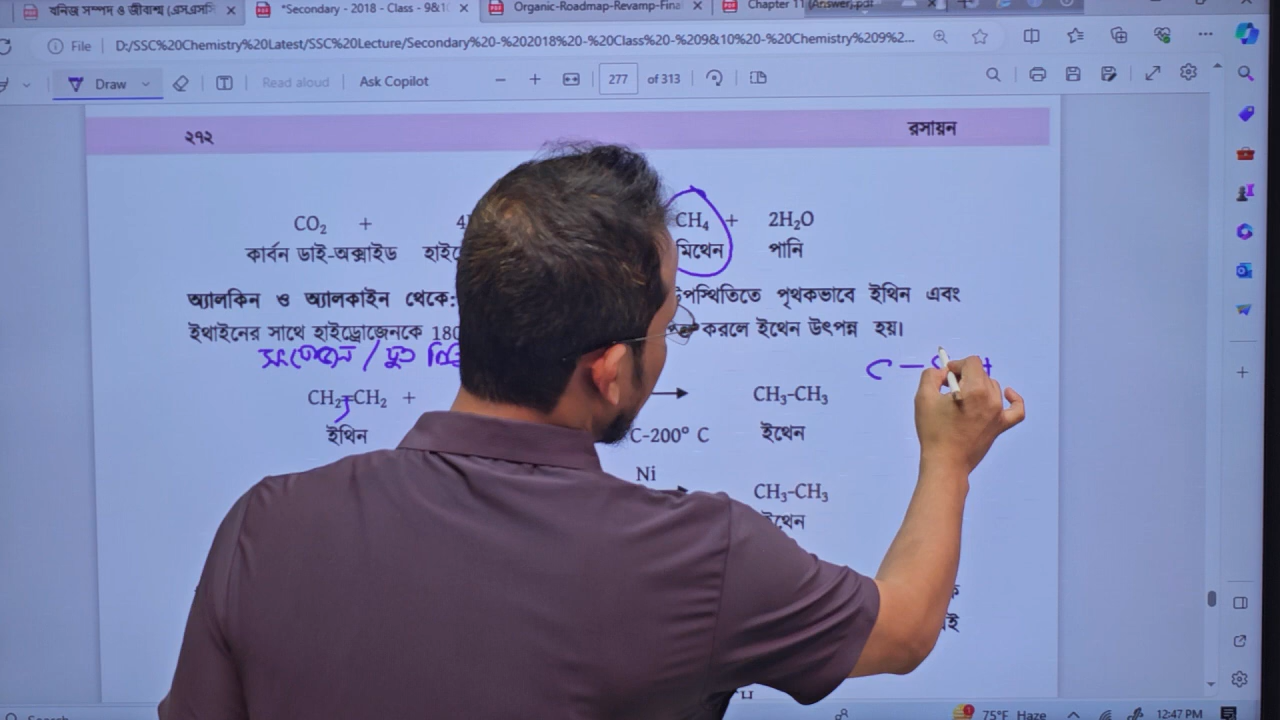 খনিজ সম্পদ ও জীবাশ্ম (এসএসসি *Secondary - 2018 - Class - 9&1 Organic-Roadmap-Revamp-Fina Chapter 11 (Answer).pdf
File D:/SSC%20Chemistry%20Latest/SSC%20Lecture/Secondary%20-%202018%20-%20Class%20-%209&10%20-%20Chemistry%209%2...
Draw Read aloud Ask Copilot 277 of 313
২৭২ রসায়ন
CO2 + 4 CH4 + 2H2O
কার্বন ডাই-অক্সাইড মিথেন পানি
অ্যালকিন ও অ্যালকাইন থেকে: ইথিন এবং
ইথাইনের সাথে হাইড্রোজেনকে 180 করলে ইথেন উৎপন্ন হয়।
সংযোজন /
CH2=CH2 + CH3-CH3
ইথিন C-200° C ইথেন
Ni
CH3-CH3
75°F Haze 12:47 PM